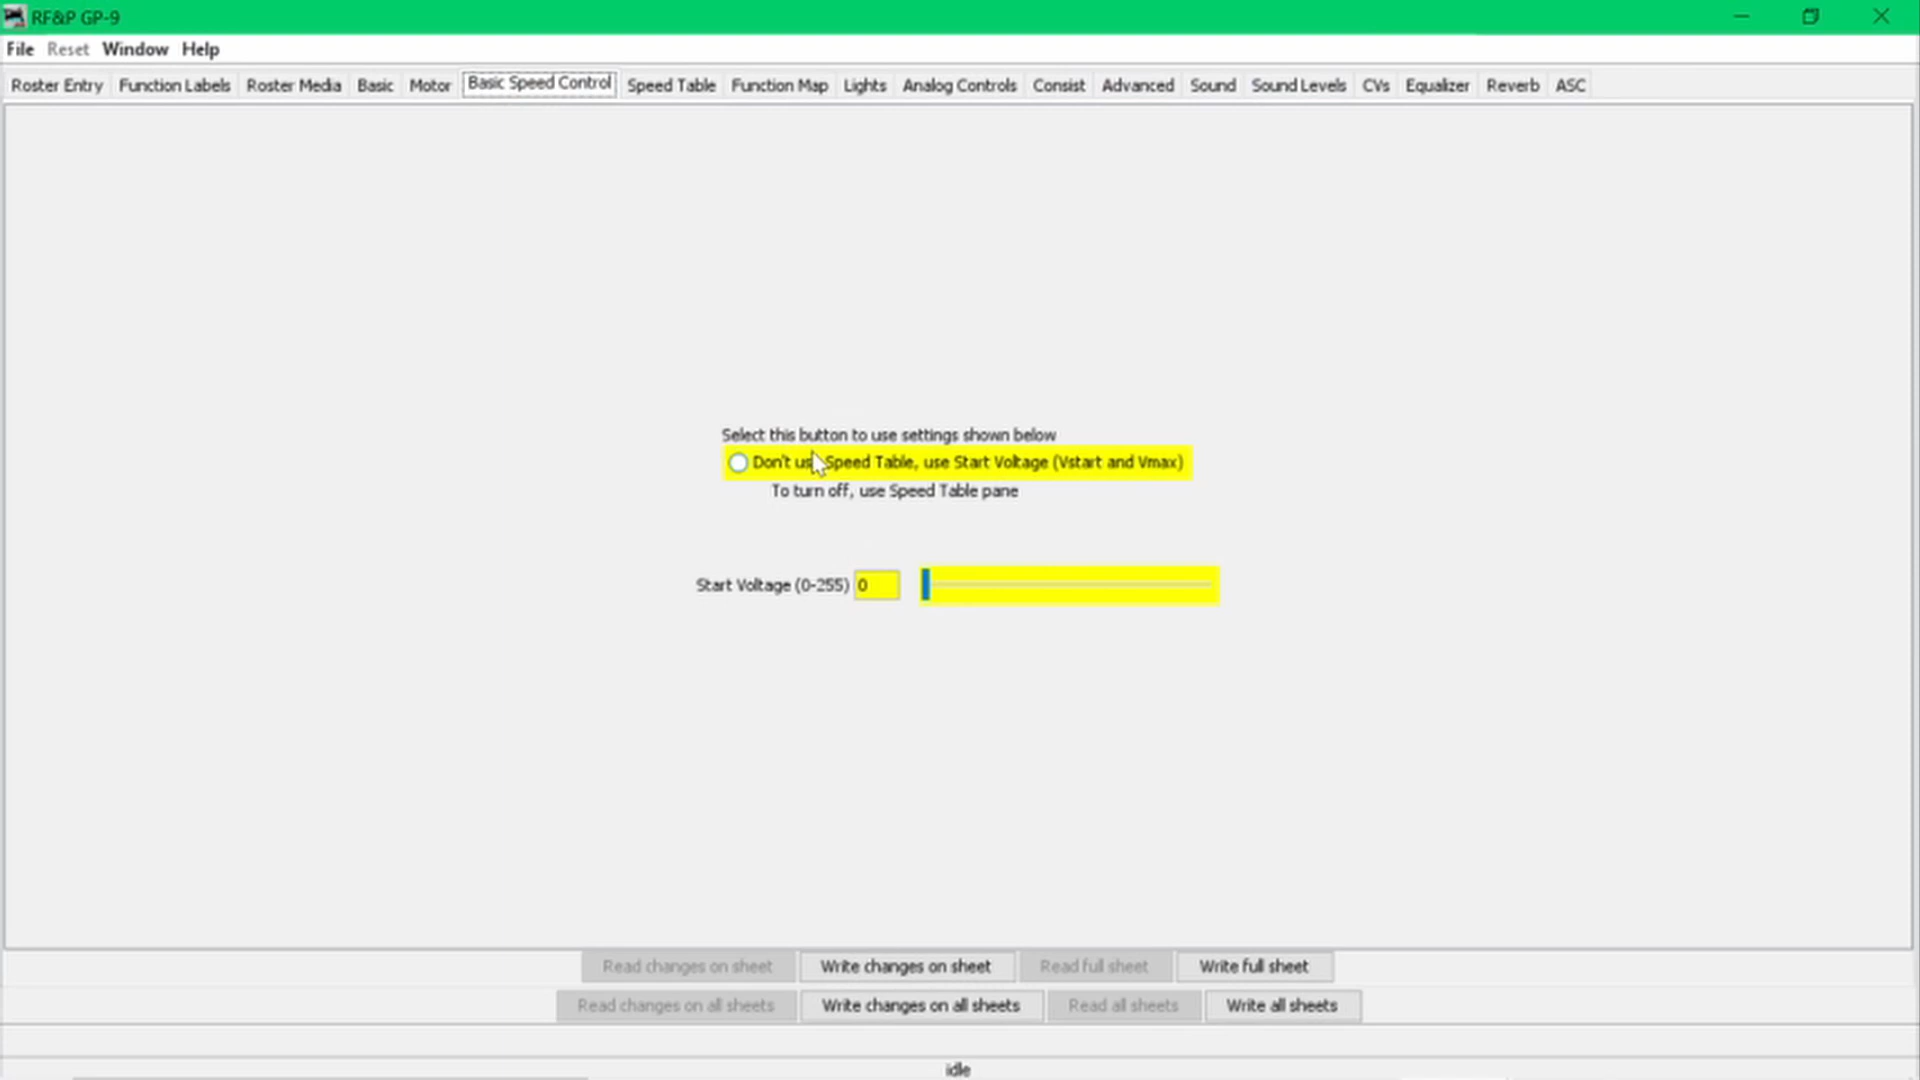 RF&P GP-9
File Reset Window Help
Roster Entry Function Labels Roster Media Basic Motor Basic Speed Control Speed Table Function Map Lights Analog Controls Consist Advanced Sound Sound Levels CVs Equalizer Reverb ASC
Select this button to use settings shown below
Don't us Speed Table, use Start Voltage (Vstart and Vmax)
To turn off, use Speed Table pane
Start Voltage (0-255) 0
Read changes on sheet Write changes on sheet Read full sheet Write full sheet
Read changes on all sheets Write changes on all sheets Read all sheets Write all sheets
idle